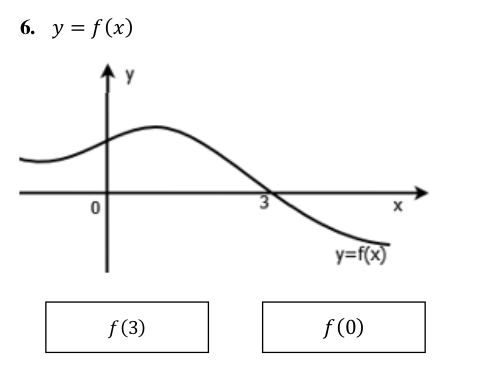 6. y = f(x)
y
0
3
x
y=f(x)
f(3)
f(0)